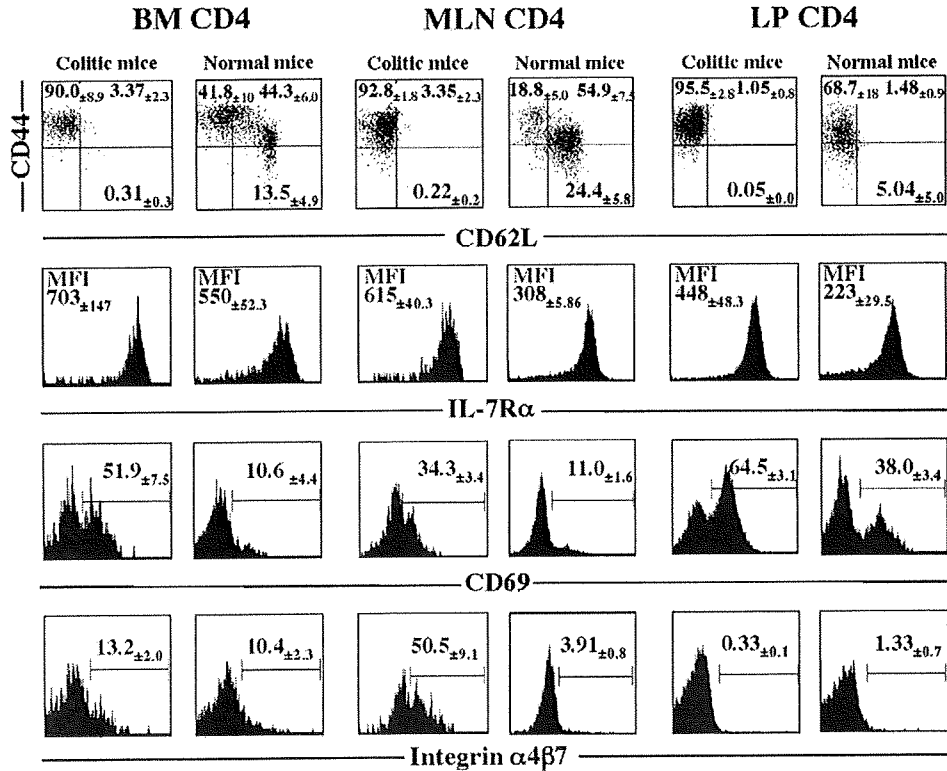 BM CD4 MLN CD4 LP CD4
Colitic mice Normal mice Colitic mice Normal mice Colitic mice Normal mice
90.0±8.9 3.37±2.3 41.8±10 44.3±6.0 92.8±1.8 3.35±2.3 18.8±5.0 54.9±7.5 95.5±2.8 1.05±0.8 68.7±18 1.48±0.9
CD44
0.31±0.3 13.5±4.9 0.22±0.2 24.4±5.8 0.05±0.0 5.04±5.0
CD62L
MFI MFI MFI MFI MFI MFI
703±147 550±52.3 615±40.3 308±5.86 448±48.3 223±29.5
IL-7Rα
51.9±7.5 10.6±4.4 34.3±3.4 11.0±1.6 64.5±3.1 38.0±3.4
CD69
13.2±2.0 10.4±2.3 50.5±9.1 3.91±0.8 0.33±0.1 1.33±0.7
Integrin α4β7